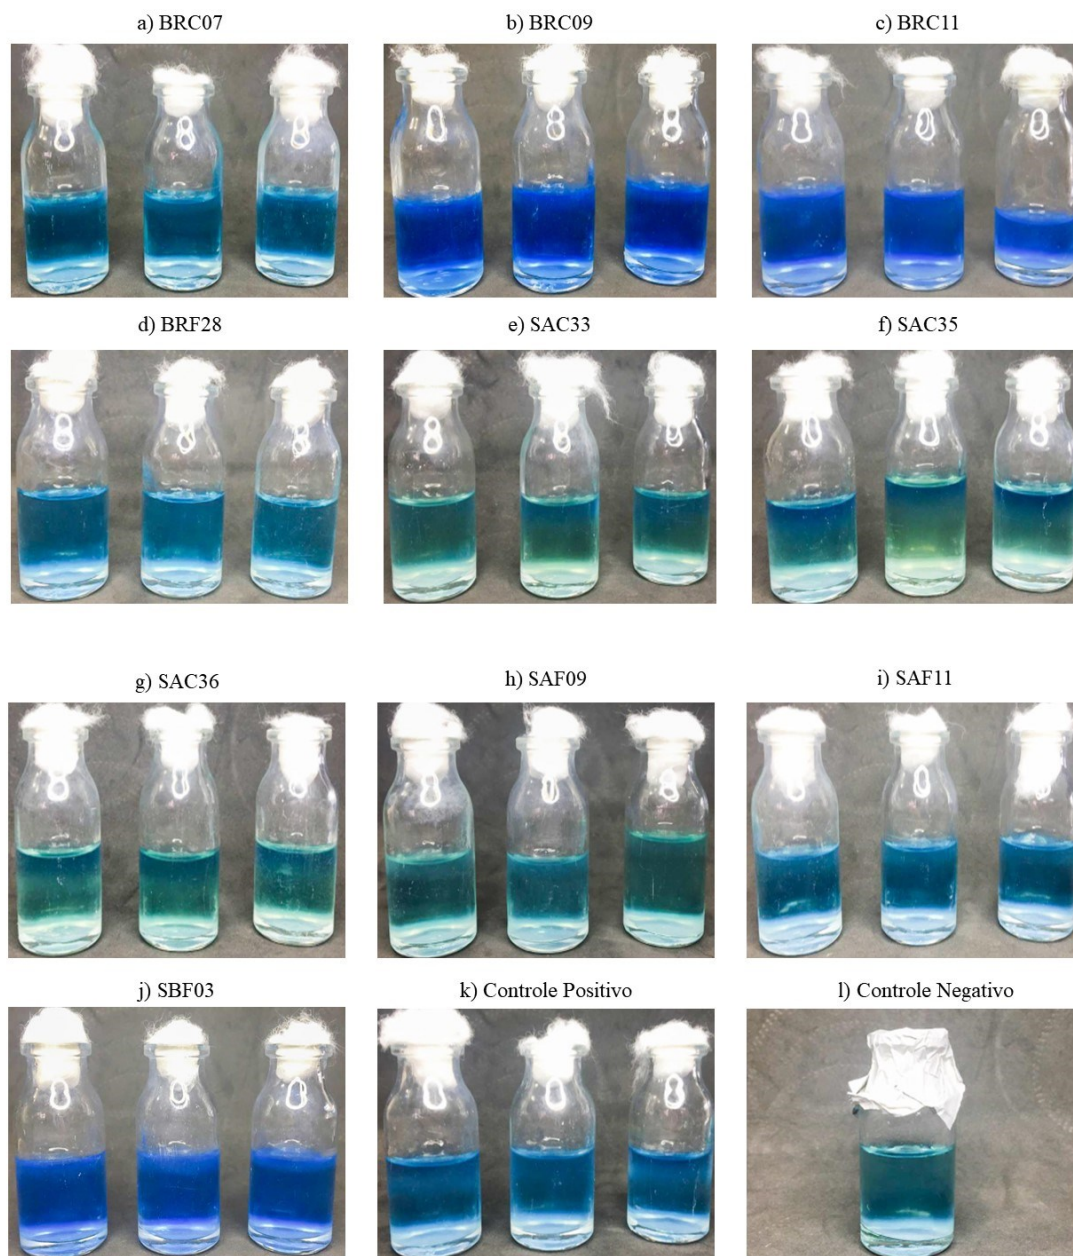 a) BRC07
b) BRC09
c) BRC11
d) BRF28
e) SAC33
f) SAC35
g) SAC36
h) SAF09
i) SAF11
j) SBF03
k) Controle Positivo
l) Controle Negativo